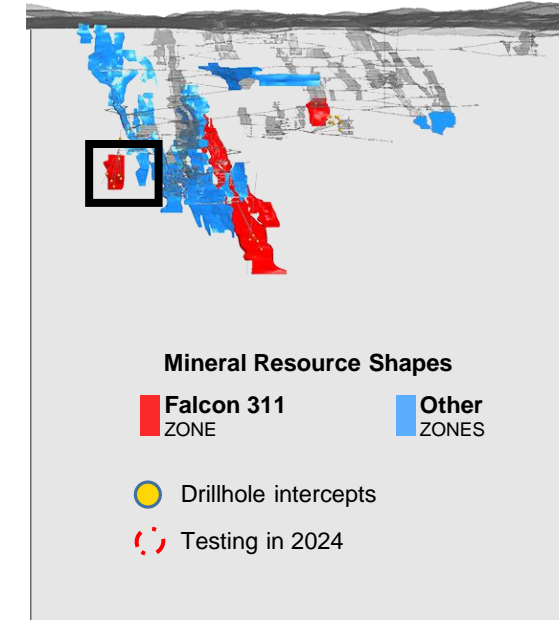 Mineral Resource Shapes
Falcon 311
ZONE
Other
ZONES
Drillhole intercepts
Testing in 2024